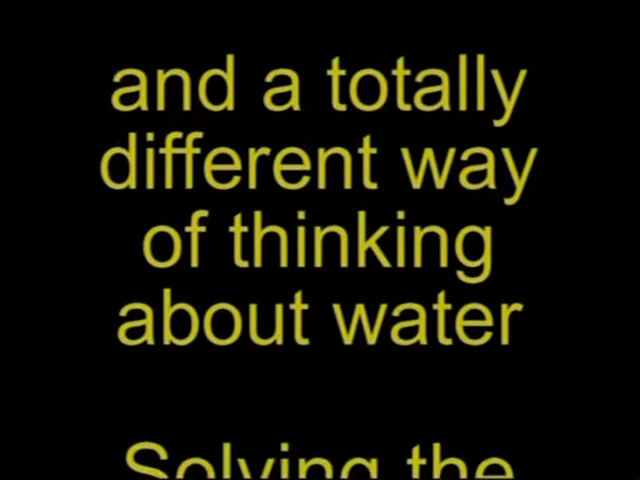 and a totally
different way
of thinking
about water
Solving the